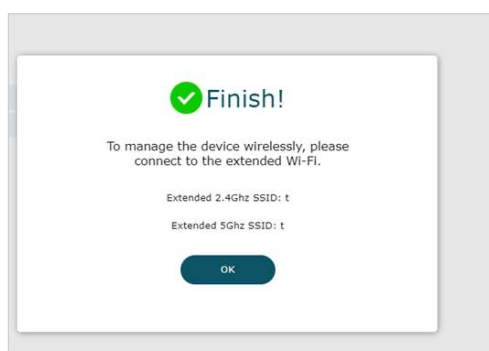 Finish!
To manage the device wirelessly, please
connect to the extended Wi-Fi.
Extended 2.4Ghz SSID: t
Extended 5Ghz SSID: t
OK